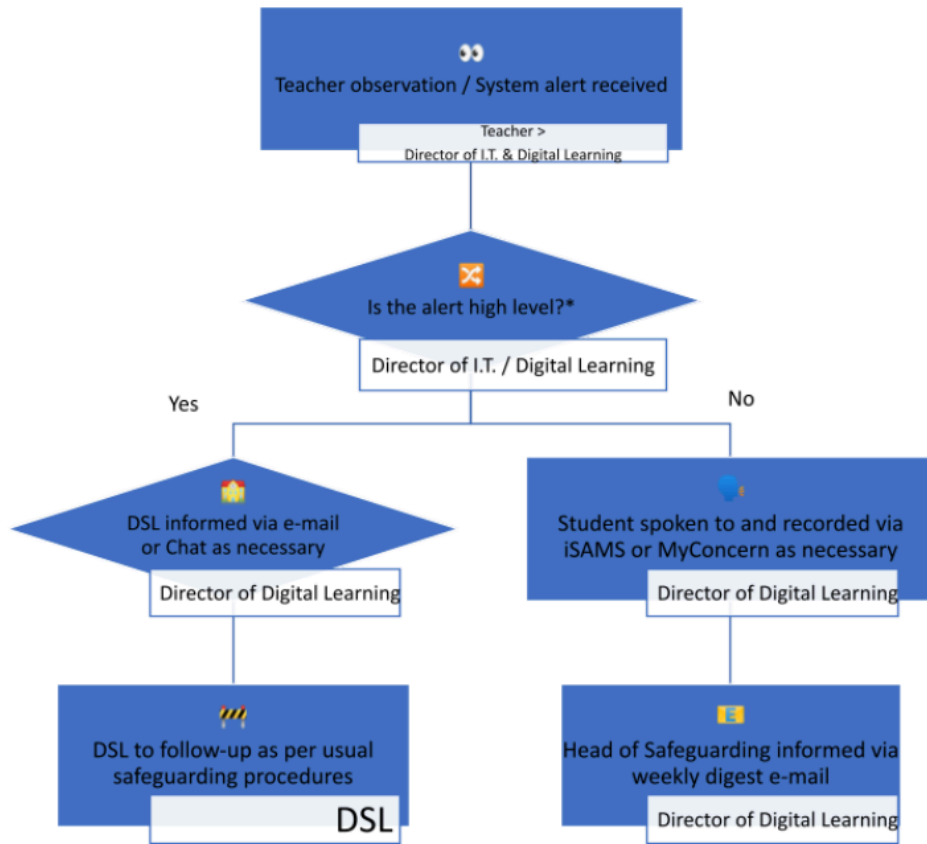 Teacher observation / System alert received
Teacher >
Director of I.T. & Digital Learning
Is the alert high level?*
Director of I.T. / Digital Learning
Yes
No
DSL informed via e-mail
or Chat as necessary
Director of Digital Learning
Student spoken to and recorded via
iSAMS or MyConcern as necessary
Director of Digital Learning
DSL to follow-up as per usual
safeguarding procedures
DSL
E
Head of Safeguarding informed via
weekly digest e-mail
Director of Digital Learning